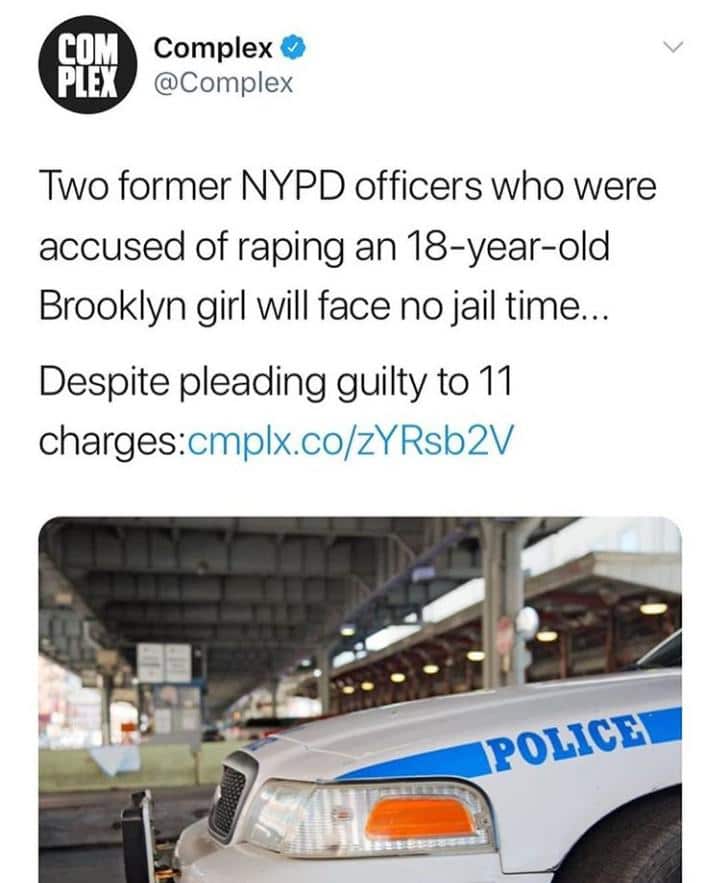 COM
PLEX
Complex
@Complex
Two former NYPD officers who were
accused of raping an 18-year-old
Brooklyn girl will face no jail time...
Despite pleading guilty to 11
charges:cmplx.co/zYRsb2V
POLICE